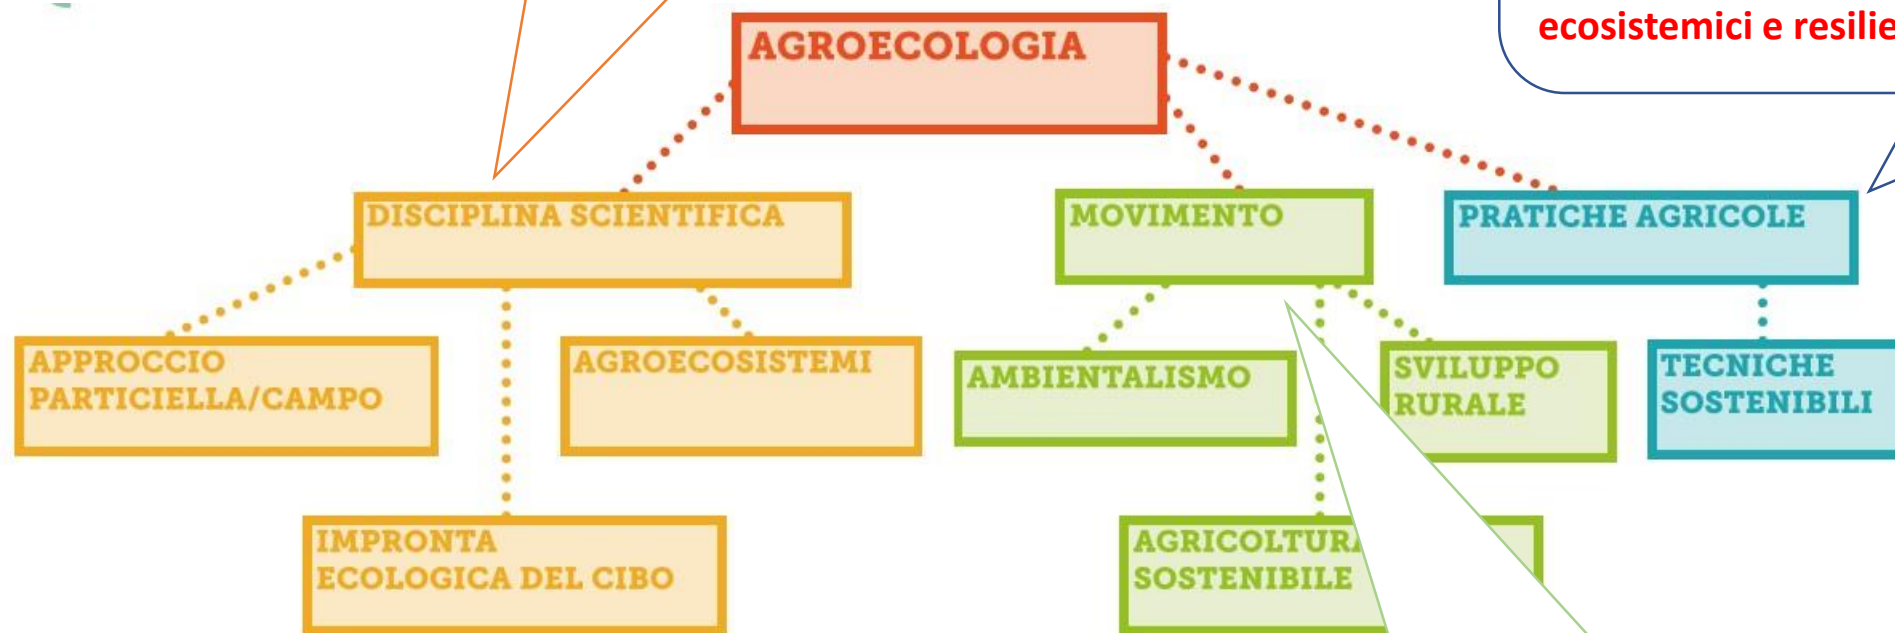 ecosistemici e resilie
AGROECOLOGIA
DISCIPLINA SCIENTIFICA
MOVIMENTO
PRATICHE AGRICOLE
APPROCCIO
PARTICIELLA/CAMPO
AGROECOSISTEMI
AMBIENTALISMO
SVILUPPO
RURALE
TECNICHE
SOSTENIBILI
IMPRONTA
ECOLOGICA DEL CIBO
AGRICOLTURA
SOSTENIBILE